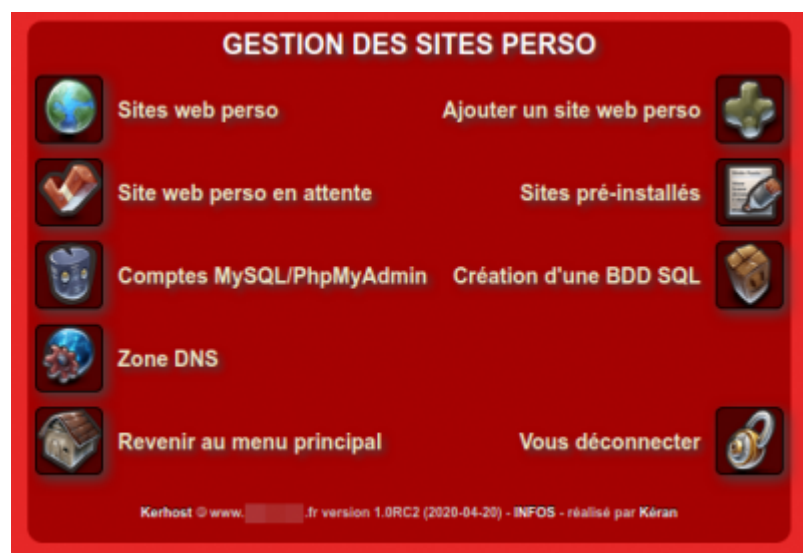 GESTION DES SITES PERSO
Sites web perso
Ajouter un site web perso
Site web perso en attente
Sites pré-installés
Comptes MySQL/PhpMyAdmin
Création d'une BDD SQL
Zone DNS
Revenir au menu principal
Vous déconnecter
Kerhost © www. .fr version 1.0RC2 (2020-04-20) - INFOS - réalisé par Kéran